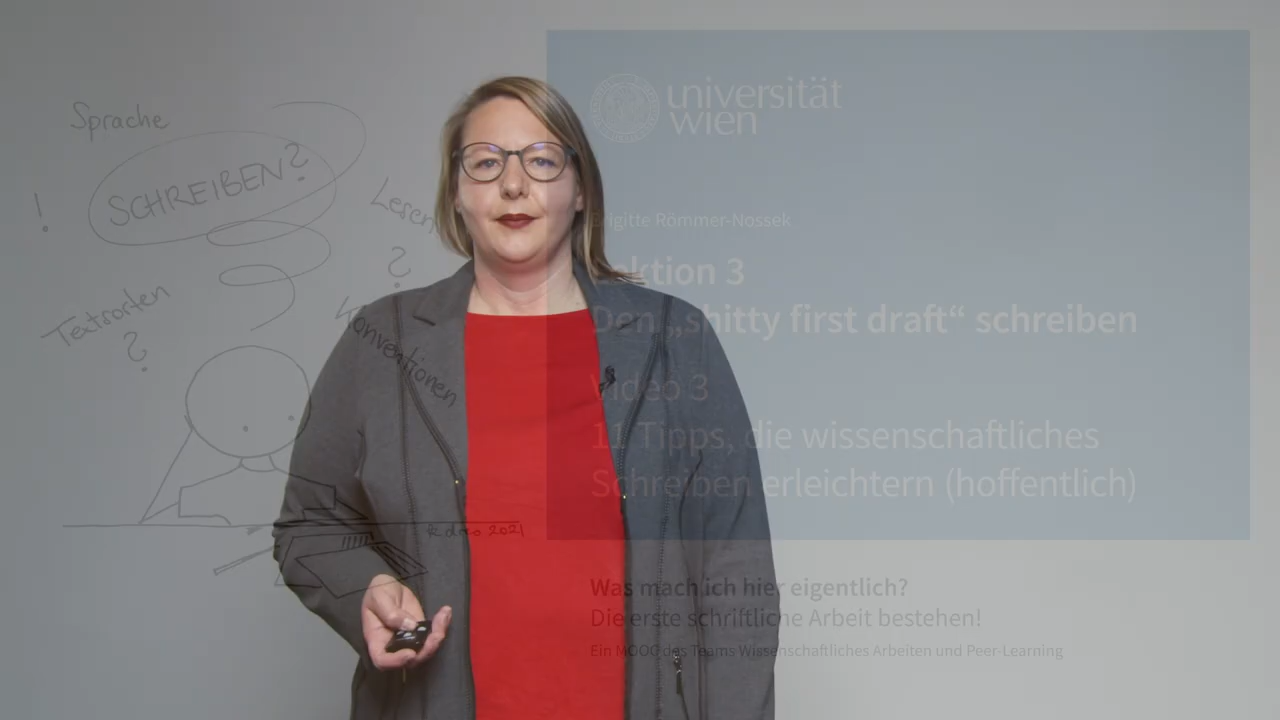 Sprache
SCHREIBEN?
!
Lesen
?
Textsorten
?
Konventionen
2021
universität
wien
Brigitte Römmer-Nossek
Lektion 3
Den „shitty first draft“ schreiben
Video 3
11 Tipps, die wissenschaftliches
Schreiben erleichtern (hoffentlich)
Was mach ich hier eigentlich?
Die erste schriftliche Arbeit bestehen!
Ein MOOC des Teams Wissenschaftliches Arbeiten und Peer-Learning